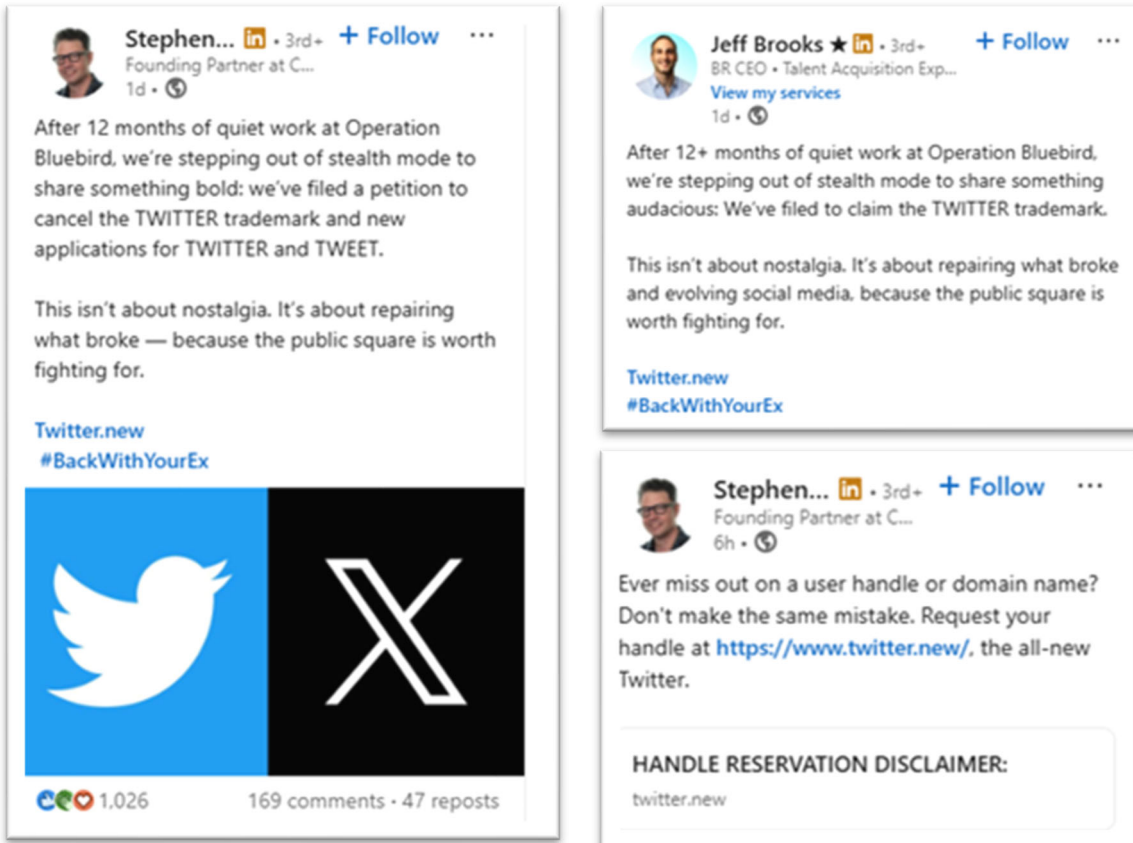 Stephen... in • 3rd+ + Follow ...
Founding Partner at C...
1d •
After 12 months of quiet work at Operation
Bluebird, we're stepping out of stealth mode to
share something bold: we've filed a petition to
cancel the TWITTER trademark and new
applications for TWITTER and TWEET.
This isn't about nostalgia. It's about repairing
what broke — because the public square is worth
fighting for.
Twitter.new
#BackWithYourEx
1,026 169 comments • 47 reposts
Jeff Brooks ★ in • 3rd+ + Follow ...
BR CEO • Talent Acquisition Exp...
View my services
1d •
After 12+ months of quiet work at Operation Bluebird,
we're stepping out of stealth mode to share something
audacious: We've filed to claim the TWITTER trademark.
This isn't about nostalgia. It's about repairing what broke
and evolving social media, because the public square is
worth fighting for.
Twitter.new
#BackWithYourEx
Stephen... in • 3rd+ + Follow ...
Founding Partner at C...
6h •
Ever miss out on a user handle or domain name?
Don't make the same mistake. Request your
handle at https://www.twitter.new/, the all-new
Twitter.
HANDLE RESERVATION DISCLAIMER:
twitter.new